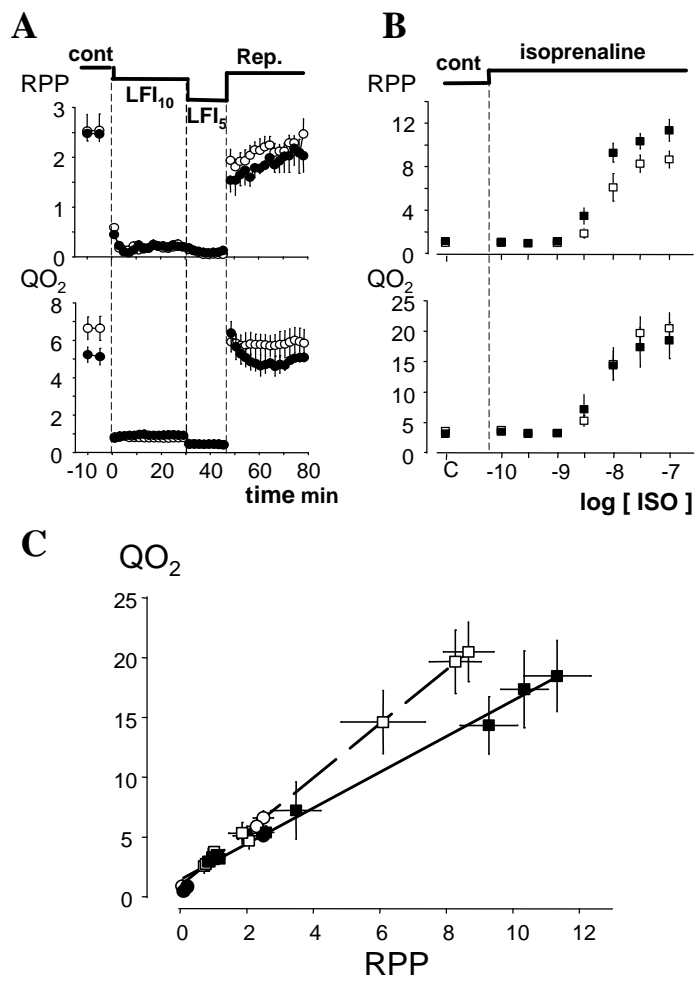 A
cont
Rep.
RPP
LFI10
LFI5
3
2
1
0
QO2
8
6
4
2
0
-10 0 20 40 60 80
time min
B
cont
isoprenaline
RPP
12
8
4
0
QO2
25
20
15
10
5
0
C -10 -9 -8 -7
log [ ISO ]
C
QO2
25
20
15
10
5
0
0 2 4 6 8 10 12
RPP